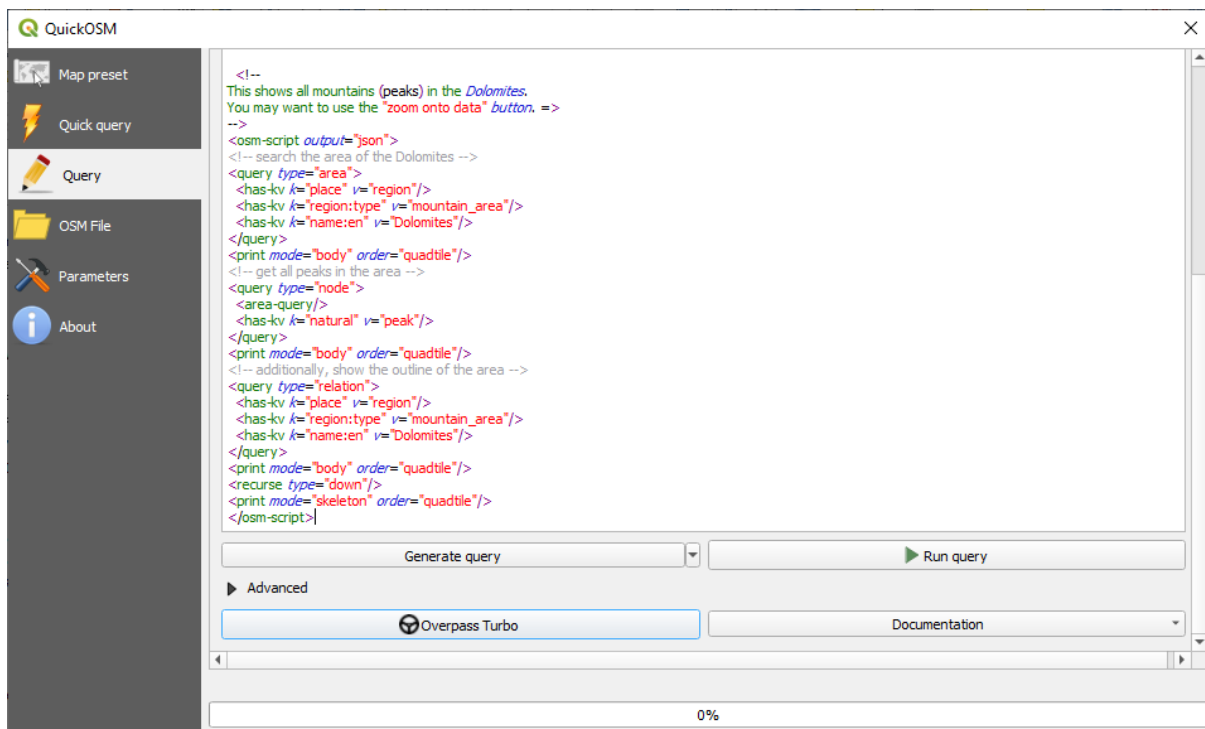 QuickOSM
Map preset
Quick query
Query
OSM File
Parameters
About
<!--
This shows all mountains (peaks) in the Dolomites.
You may want to use the "zoom onto data" button. =>
-->
<osm-script output="json">
<!-- search the area of the Dolomites -->
<query type="area">
<has-kv k="place" v="region"/>
<has-kv k="region:type" v="mountain_area"/>
<has-kv k="name:en" v="Dolomites"/>
</query>
<print mode="body" order="quadtile"/>
<!-- get all peaks in the area -->
<query type="node">
<area-query/>
<has-kv k="natural" v="peak"/>
</query>
<print mode="body" order="quadtile"/>
<!-- additionally, show the outline of the area -->
<query type="relation">
<has-kv k="place" v="region"/>
<has-kv k="region:type" v="mountain_area"/>
<has-kv k="name:en" v="Dolomites"/>
</query>
<print mode="body" order="quadtile"/>
<recurse type="down"/>
<print mode="skeleton" order="quadtile"/>
</osm-script>
Generate query
Run query
Advanced
Overpass Turbo
Documentation
0%